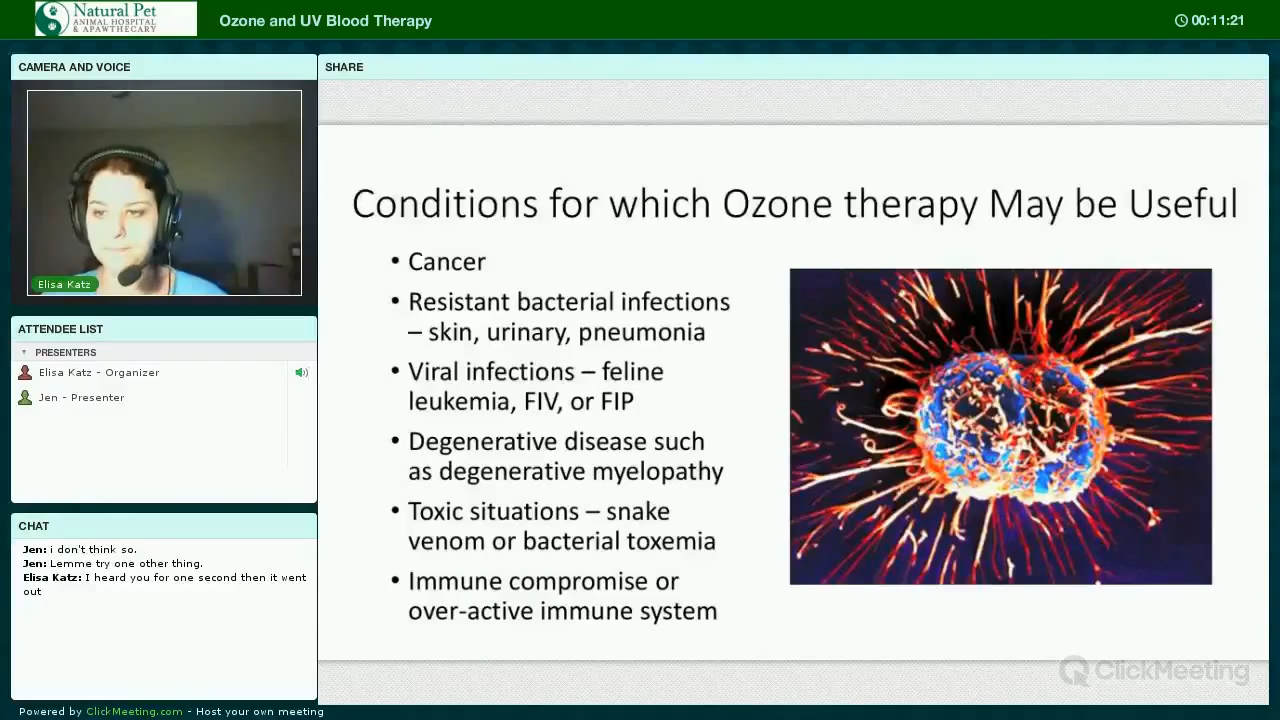 Natural Pet
ANIMAL HOSPITAL
& APAWTHECARY
Ozone and UV Blood Therapy
00:11:21
CAMERA AND VOICE
Elisa Katz
ATTENDEE LIST
PRESENTERS
Elisa Katz - Organizer
Jen - Presenter
CHAT
Jen: i don't think so.
Jen: Lemme try one other thing.
Elisa Katz: I heard you for one second then it went
out
SHARE
Conditions for which Ozone therapy May be Useful
• Cancer
• Resistant bacterial infections
– skin, urinary, pneumonia
• Viral infections – feline
leukemia, FIV, or FIP
• Degenerative disease such
as degenerative myelopathy
• Toxic situations – snake
venom or bacterial toxemia
• Immune compromise or
over-active immune system
ClickMeeting
Powered by ClickMeeting.com - Host your own meeting